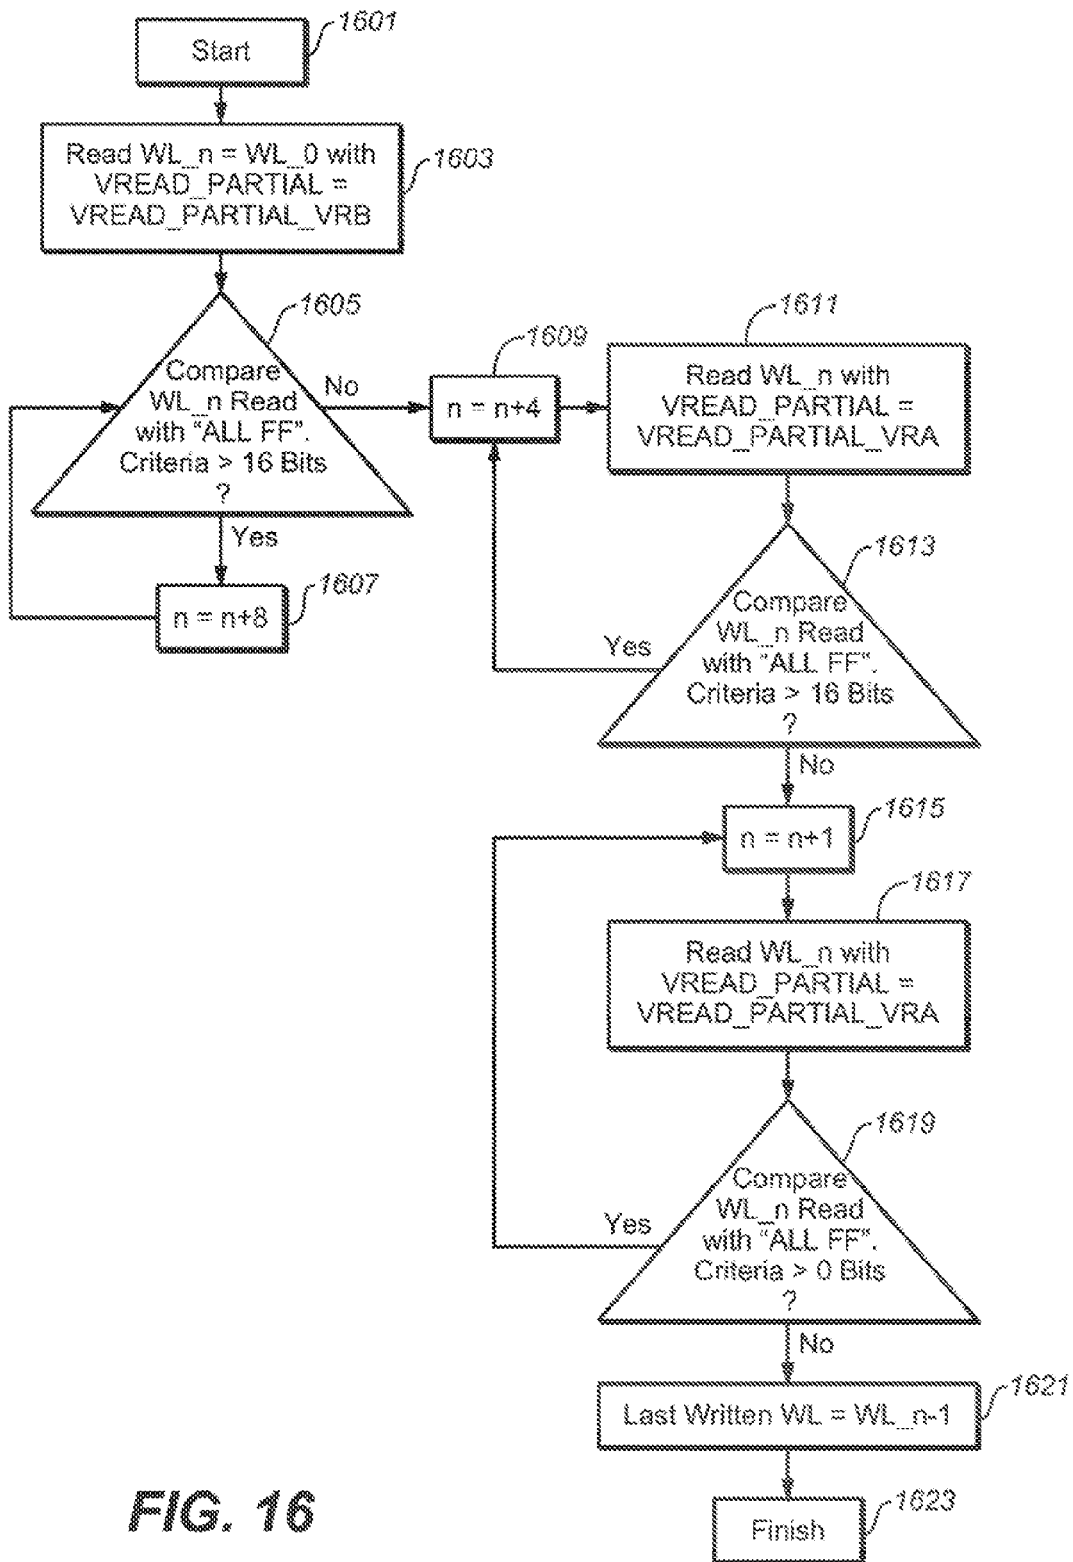 1601
Start
Read WL_n = WL_0 with
VREAD_PARTIAL =
VREAD_PARTIAL_VRB
1603
1605
Compare
WL_n Read
with "ALL FF".
Criteria > 16 Bits
?
No
Yes
n = n+8
1607
1609
n = n+4
1611
Read WL_n with
VREAD_PARTIAL =
VREAD_PARTIAL_VRA
1613
Compare
WL_n Read
with "ALL FF".
Criteria > 16 Bits
?
Yes
No
1615
n = n+1
1617
Read WL_n with
VREAD_PARTIAL =
VREAD_PARTIAL_VRA
1619
Compare
WL_n Read
with "ALL FF".
Criteria > 0 Bits
?
Yes
No
1621
Last Written WL = WL_n-1
1623
Finish
FIG. 16